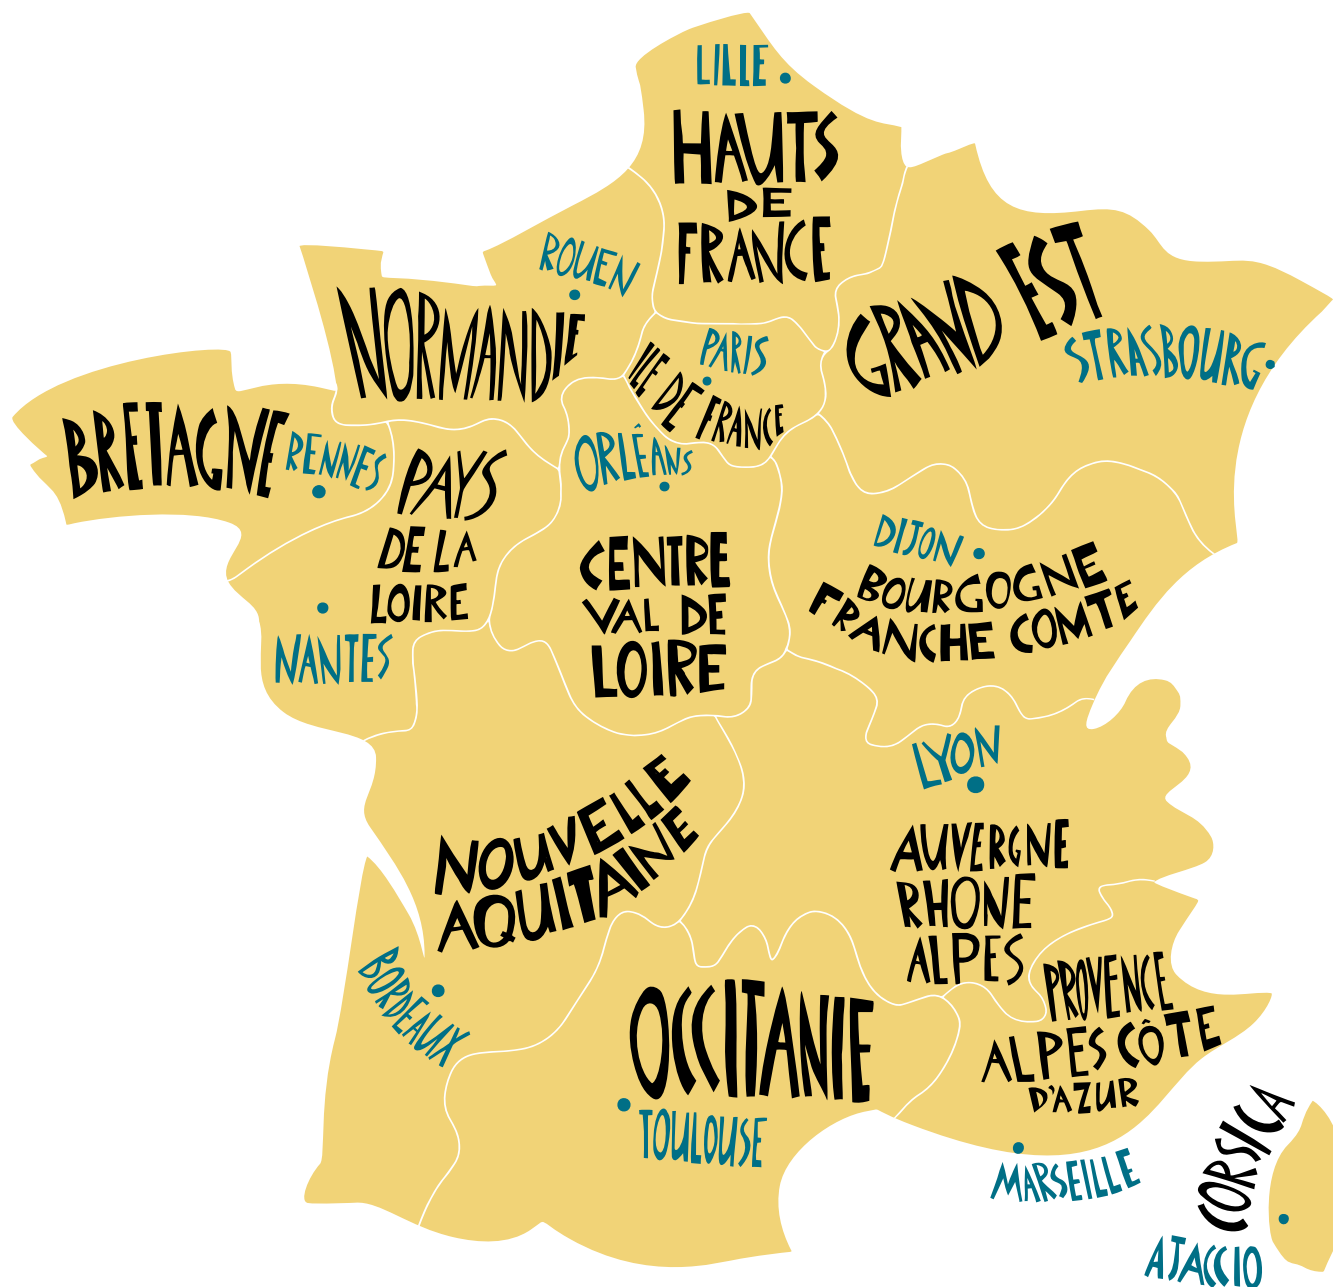 LILLE
HAUTS
DE
FRANCE
ROUEN
NORMANDIE
GRAND EST
STRASBOURG
PARIS
ILE DE FRANCE
BRETAGNE
RENNES
PAYS
DE LA
LOIRE
NANTES
ORLÊANS
CENTRE
VAL DE
LOIRE
DIJON
BOURGOGNE
FRANCHE COMTE
LYON
AUVERGNE
RHONE
ALPES
NOUVELLE
AQUITAINE
BORDEAUX
OCCITANIE
TOULOUSE
PROVENCE
ALPES CÔTE
D'AZUR
MARSEILLE
CORSICA
AJACCIO